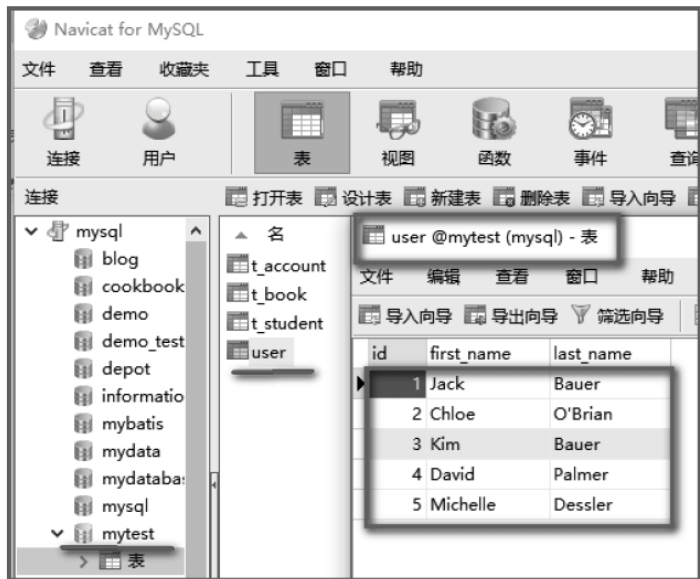 Navicat for MySQL
文件 查看 收藏夹 工具 窗口 帮助
连接 用户 表 视图 函数 事件 查询
连接 打开表 设计表 新建表 删除表 导入向导
mysql
blog
cookbook
demo
demo_test
depot
informatio
mybatis
mydata
mydataba
mysql
mytest
表
名
t_account
t_book
t_student
user
user @mytest (mysql) - 表
文件 编辑 查看 窗口 帮助
导入向导 导出向导 筛选向导
id first_name last_name
1 Jack Bauer
2 Chloe O'Brian
3 Kim Bauer
4 David Palmer
5 Michelle Dessler